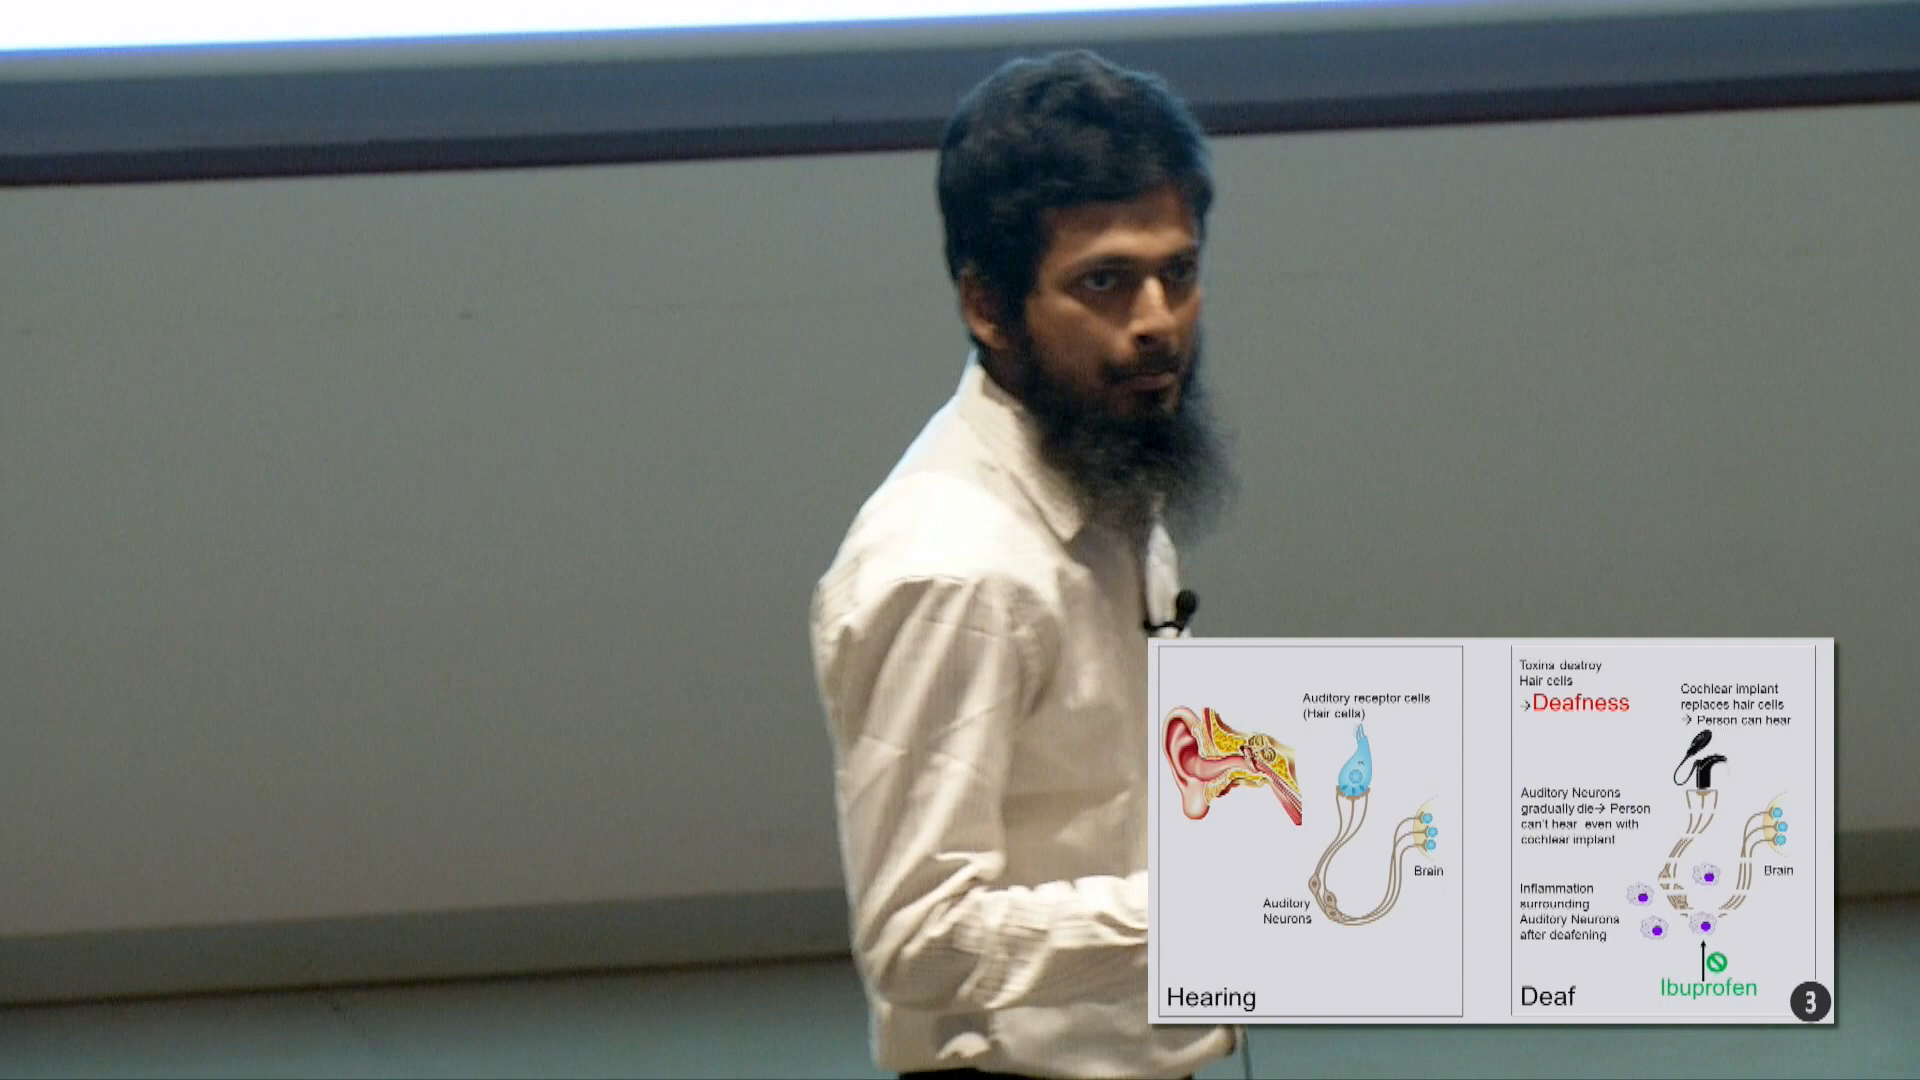 Auditory receptor cells
(Hair cells)
Brain
Auditory
Neurons
Hearing
Toxins destroy
Hair cells
→Deafness
Cochlear implant
replaces hair cells
→ Person can hear
Auditory Neurons
gradually die→ Person
can't hear even with
cochlear implant
Brain
Inflammation
surrounding
Auditory Neurons
after deafening
Ibuprofen
Deaf
3